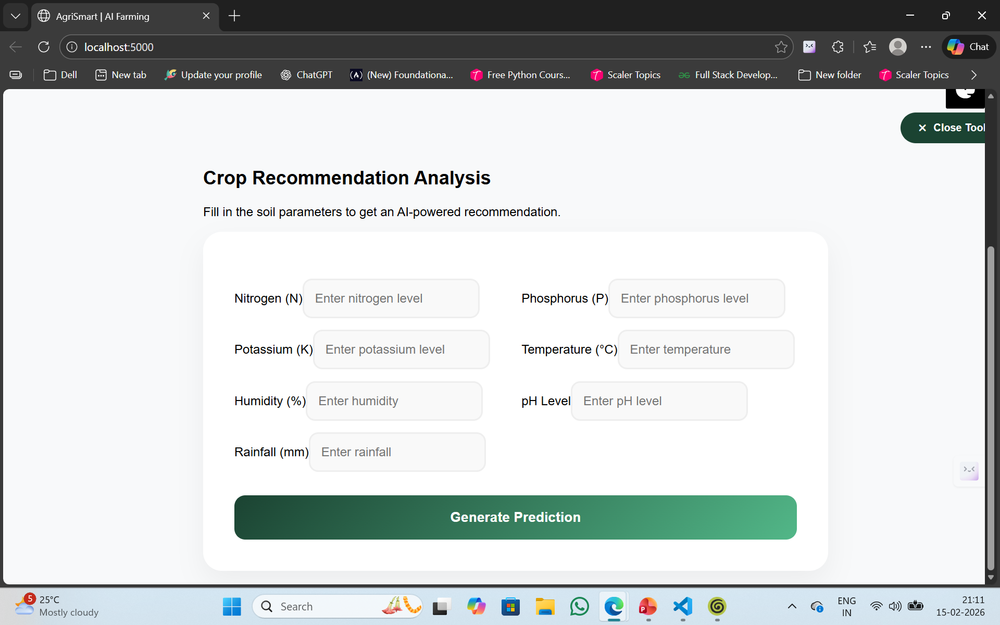 AgriSmart | AI Farming
localhost:5000
Chat
Dell
New tab
Update your profile
ChatGPT
(New) Foundationa...
Free Python Cours...
Scaler Topics
Full Stack Develop...
New folder
Scaler Topics
✕ Close Tool
Crop Recommendation Analysis
Fill in the soil parameters to get an AI-powered recommendation.
Nitrogen (N) Enter nitrogen level
Phosphorus (P) Enter phosphorus level
Potassium (K) Enter potassium level
Temperature (°C) Enter temperature
Humidity (%) Enter humidity
pH Level Enter pH level
Rainfall (mm) Enter rainfall
Generate Prediction
5
25°C
Mostly cloudy
Search
ENG
IN
21:11
15-02-2026